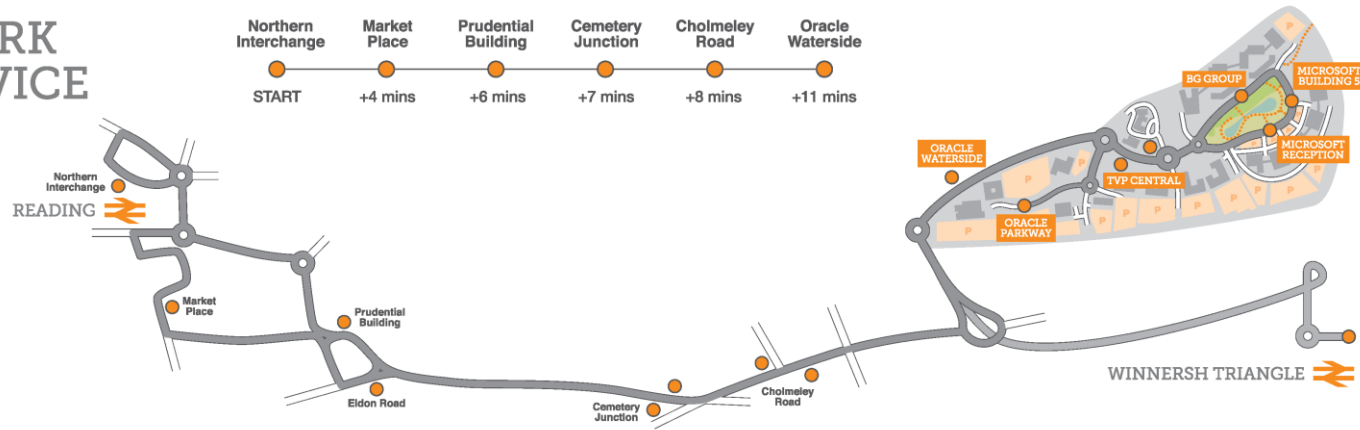 RK
VICE
Northern
Interchange
Market
Place
Prudential
Building
Cemetery
Junction
Cholmeley
Road
Oracle
Waterside
START
+4 mins
+6 mins
+7 mins
+8 mins
+11 mins
BG GROUP
MICROSOFT
BUILDING 5
ORACLE
WATERSIDE
MICROSOFT
RECEPTION
TVP CENTRAL
ORACLE
PARKWAY
P
P
P
P
P
P
P
P
P
P
Northern
Interchange
READING
Market
Place
Prudential
Building
Eldon Road
Cemetery
Junction
Cholmeley
Road
WINNERSH TRIANGLE